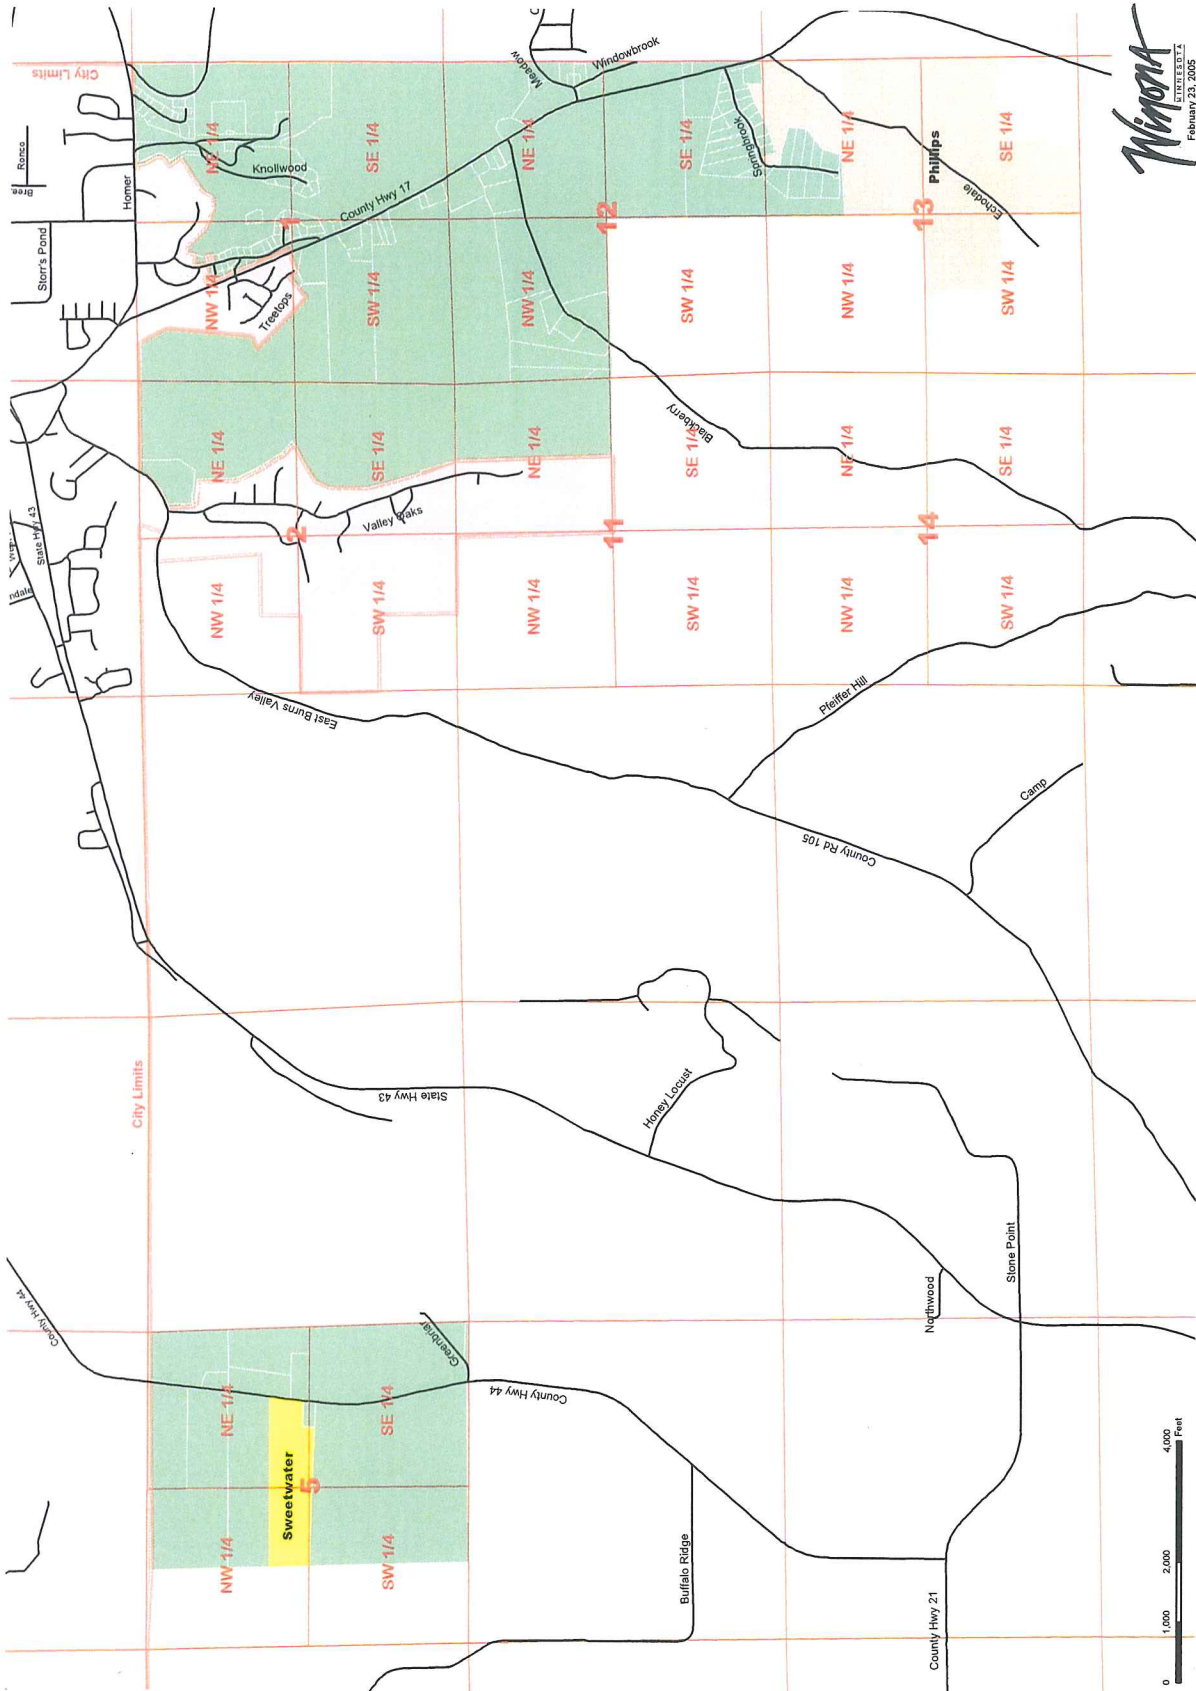 City Limits
Ronco
Bree.
Homer
Storr's Pond
NE 1/4
Knollwood
SE 1/4
County Hwy 17
1
NW 1/4
Treetops
SW 1/4
Meadow
Windowbrook
NE 1/4
SE 1/4
Springbrook
NE 1/4
Phillips
SE 1/4
Echodale
12
13
NW 1/4
SW 1/4
NW 1/4
SW 1/4
Blackberry
State Hwy 43
ndale
NE 1/4
SE 1/4
NE 1/4
SE 1/4
NE 1/4
SE 1/4
Valley Oaks
2
11
14
NW 1/4
SW 1/4
NW 1/4
SW 1/4
NW 1/4
SW 1/4
East Burns Valley
Pfeiffer Hill
County Rd 105
Camp
City Limits
State Hwy 43
Honey Locust
Stone Point
Northwood
County Hwy 44
Greenbriar
County Hwy 44
NE 1/4
SE 1/4
Sweetwater
5
NW 1/4
SW 1/4
Buffalo Ridge
County Hwy 21
Winona
MINNESOTA
February 23, 2005
0 1,000 2,000 4,000
Feet